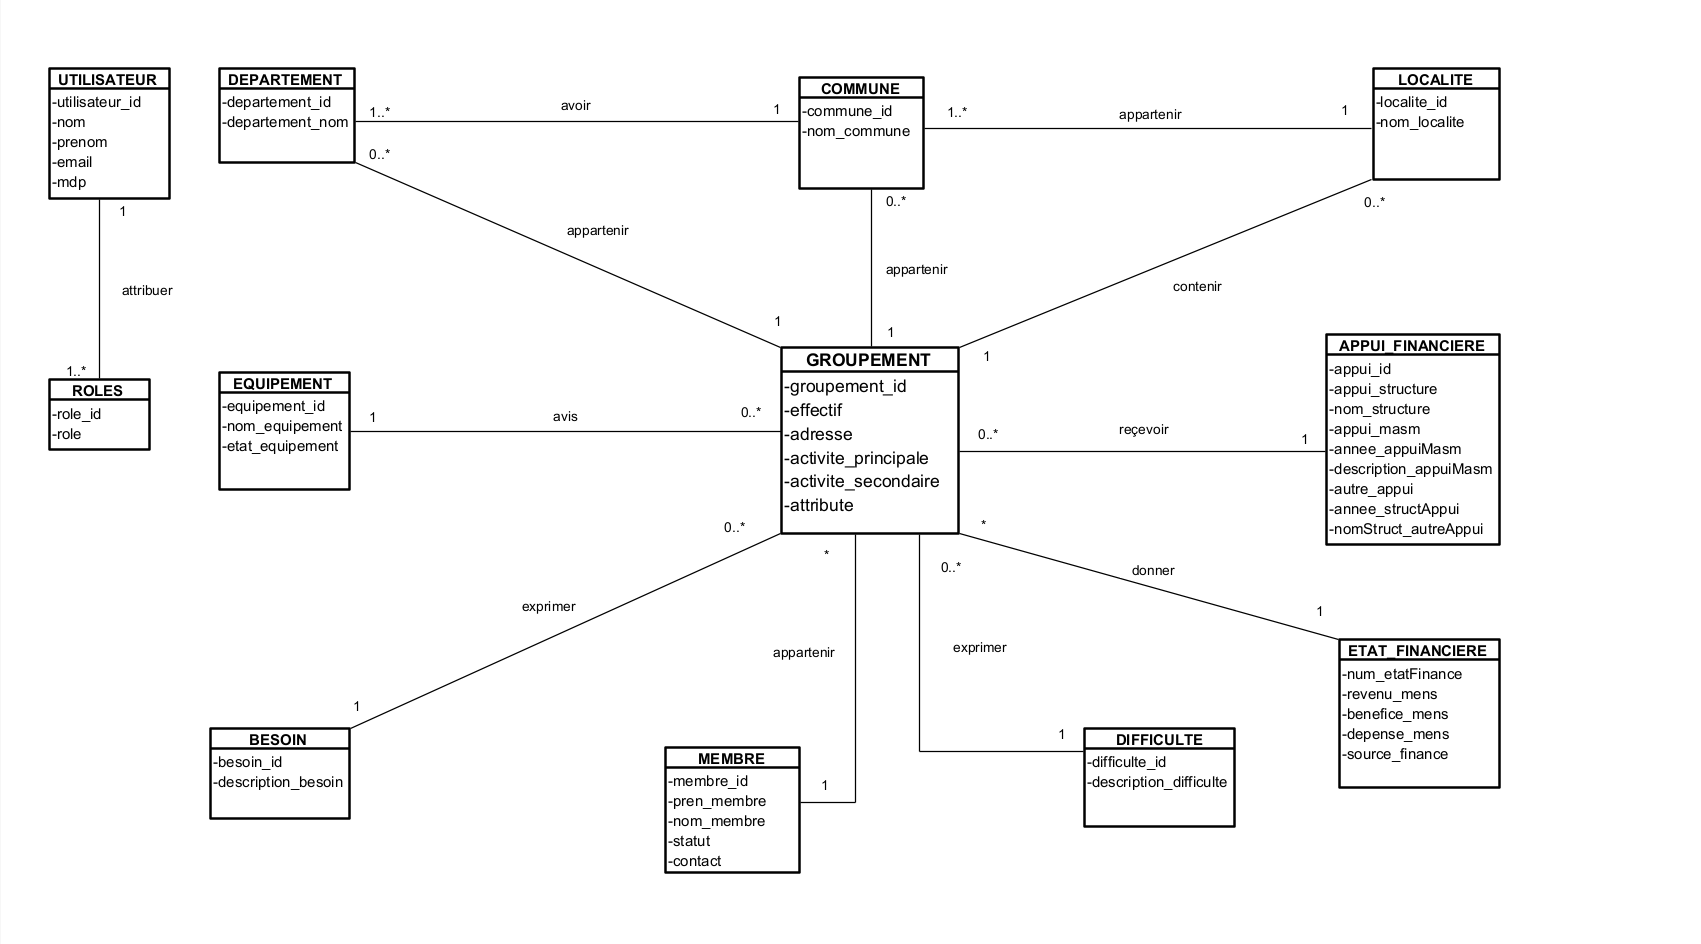 UTILISATEUR
-utilisateur_id
-nom
-prenom
-email
-mdp
1
attribuer
1..*
ROLES
-role_id
-role
DEPARTEMENT
-departement_id
-departement_nom
1..*
avoir
1
0..*
appartenir
1
COMMUNE
-commune_id
-nom_commune
1..*
appartenir
1
0..*
appartenir
1
LOCALITE
-localite_id
-nom_localite
0..*
contenir
1
EQUIPEMENT
-equipement_id
-nom_equipement
-etat_equipement
1
avis
0..*
GROUPEMENT
-groupement_id
-effectif
-adresse
-activite_principale
-activite_secondaire
-attribute
0..*
reçevoir
1
APPUI_FINANCIERE
-appui_id
-appui_structure
-nom_structure
-appui_masm
-annee_appuiMasm
-description_appuiMasm
-autre_appui
-annee_structAppui
-nomStruct_autreAppui
0..*
exprimer
1
BESOIN
-besoin_id
-description_besoin
*
appartenir
1
MEMBRE
-membre_id
-pren_membre
-nom_membre
-statut
-contact
0..*
exprimer
1
DIFFICULTE
-difficulte_id
-description_difficulte
*
donner
1
ETAT_FINANCIERE
-num_etatFinance
-revenu_mens
-benefice_mens
-depense_mens
-source_finance